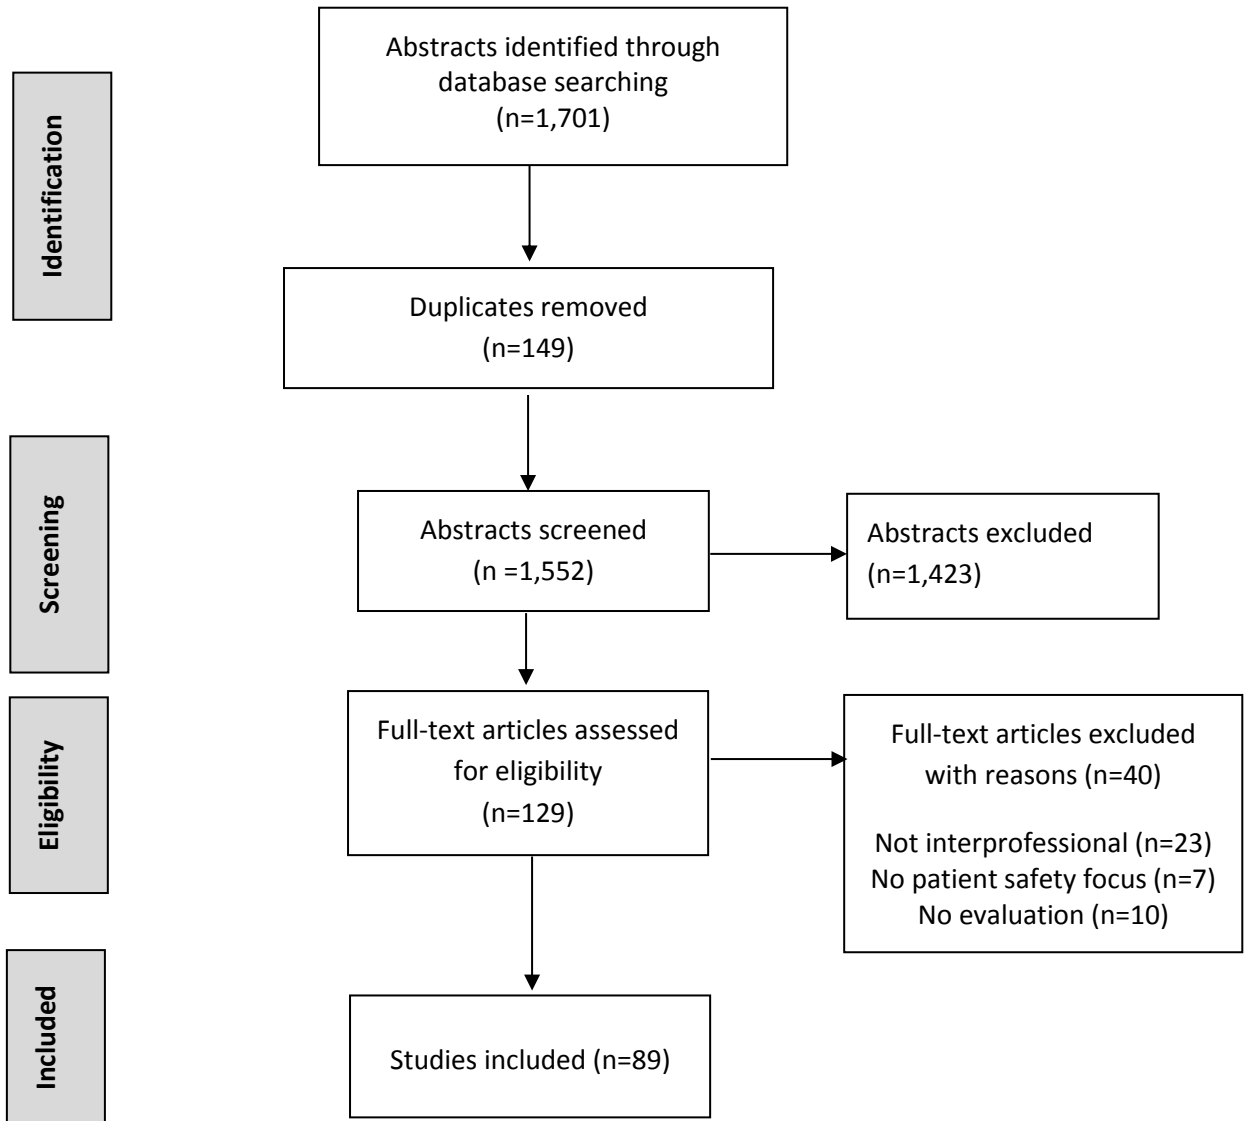 Identification
Abstracts identified through
database searching
(n=1,701)
Duplicates removed
(n=149)
Screening
Abstracts screened
(n =1,552)
Abstracts excluded
(n=1,423)
Eligibility
Full-text articles assessed
for eligibility
(n=129)
Full-text articles excluded
with reasons (n=40)
Not interprofessional (n=23)
No patient safety focus (n=7)
No evaluation (n=10)
Included
Studies included (n=89)